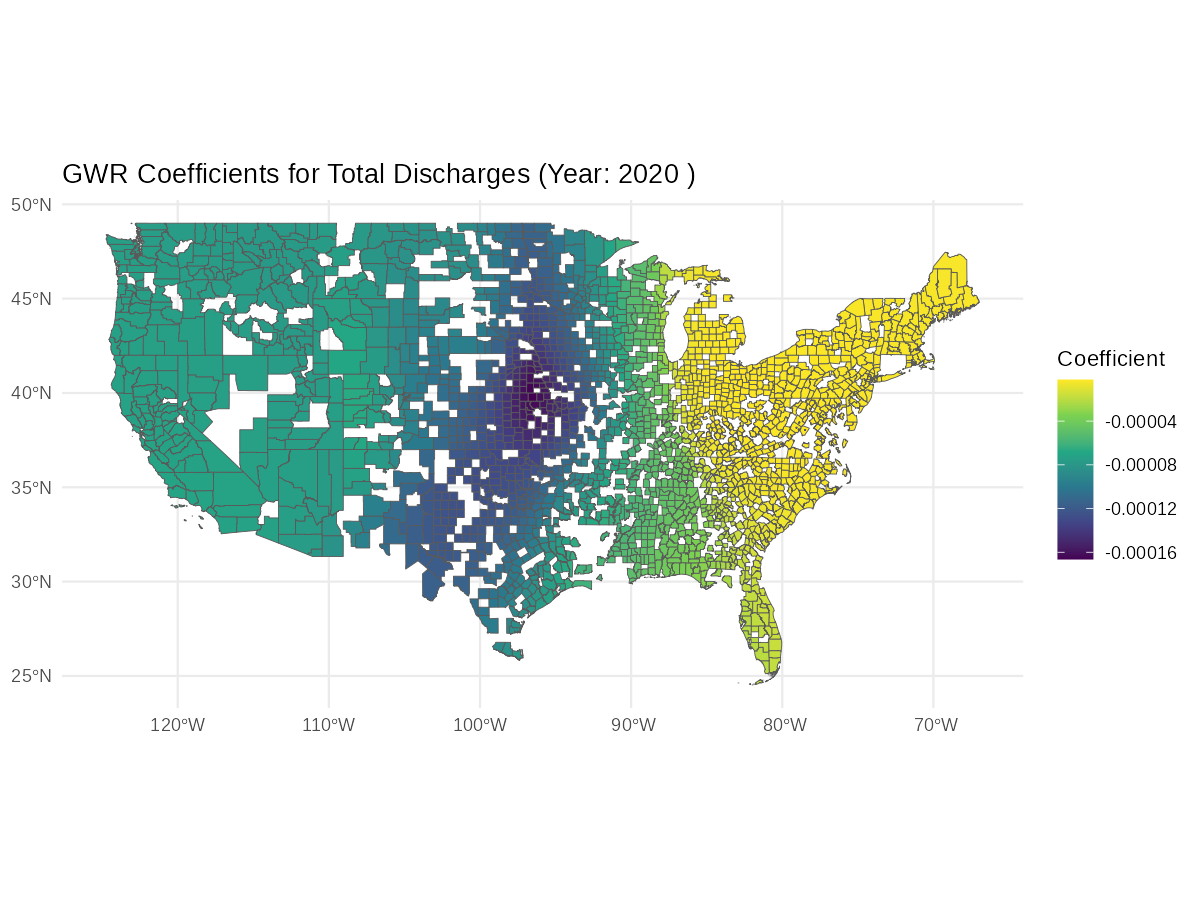 GWR Coefficients for Total Discharges (Year: 2020 )
50°N
45°N
40°N
35°N
30°N
25°N
120°W
110°W
100°W
90°W
80°W
70°W
Coefficient
-0.00004
-0.00008
-0.00012
-0.00016